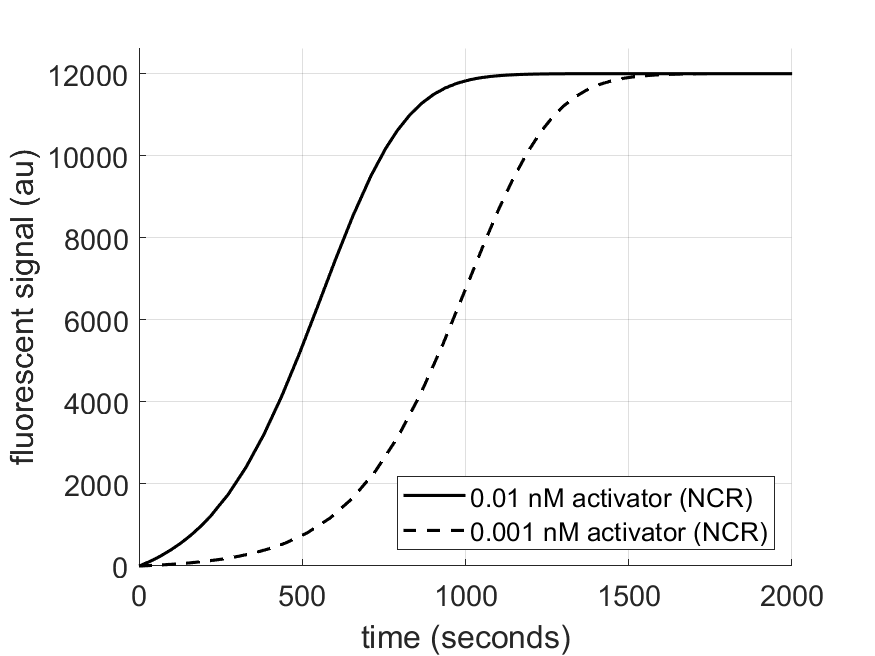 12000
10000
8000
6000
4000
2000
0
fluorescent signal (au)
0.01 nM activator (NCR)
0.001 nM activator (NCR)
0 500 1000 1500 2000
time (seconds)